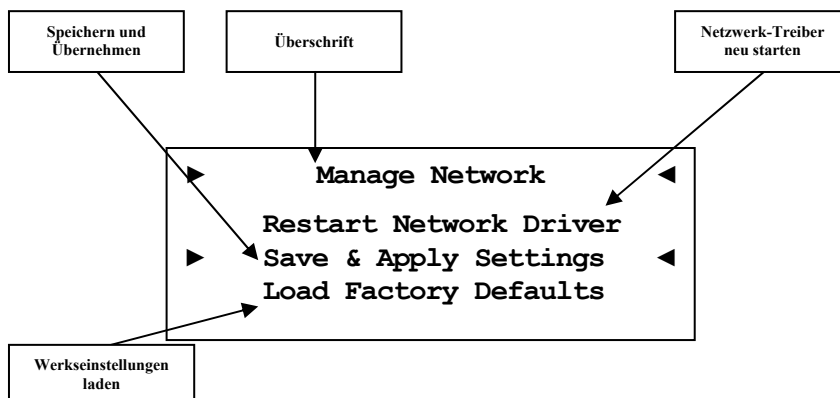 Speichern und
Übernehmen
Überschrift
Netzwerk-Treiber
neu starten
► Manage Network ◄
Restart Network Driver
► Save & Apply Settings ◄
Load Factory Defaults
Werkseinstellungen
laden